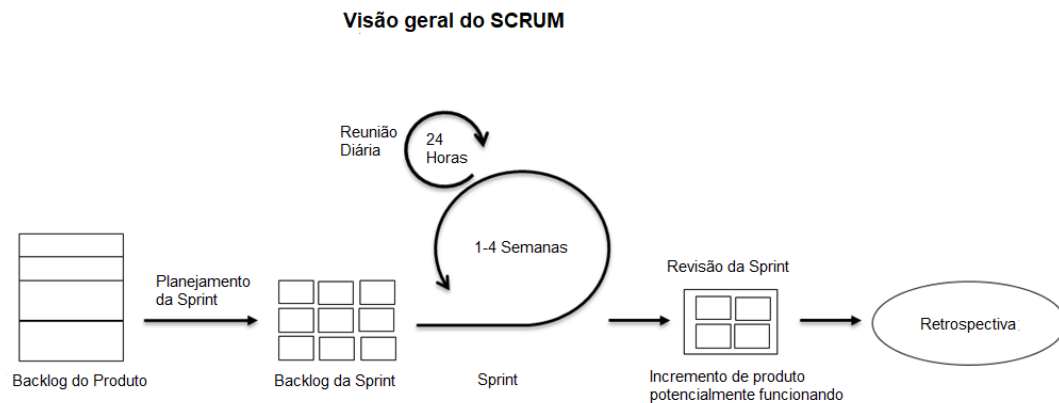 Visão geral do SCRUM
Reunião
Diária
24
Horas
1-4 Semanas
Planejamento
da Sprint
Revisão da Sprint
Retrospectiva
Backlog do Produto
Backlog da Sprint
Sprint
Incremento de produto
potencialmente funcionando